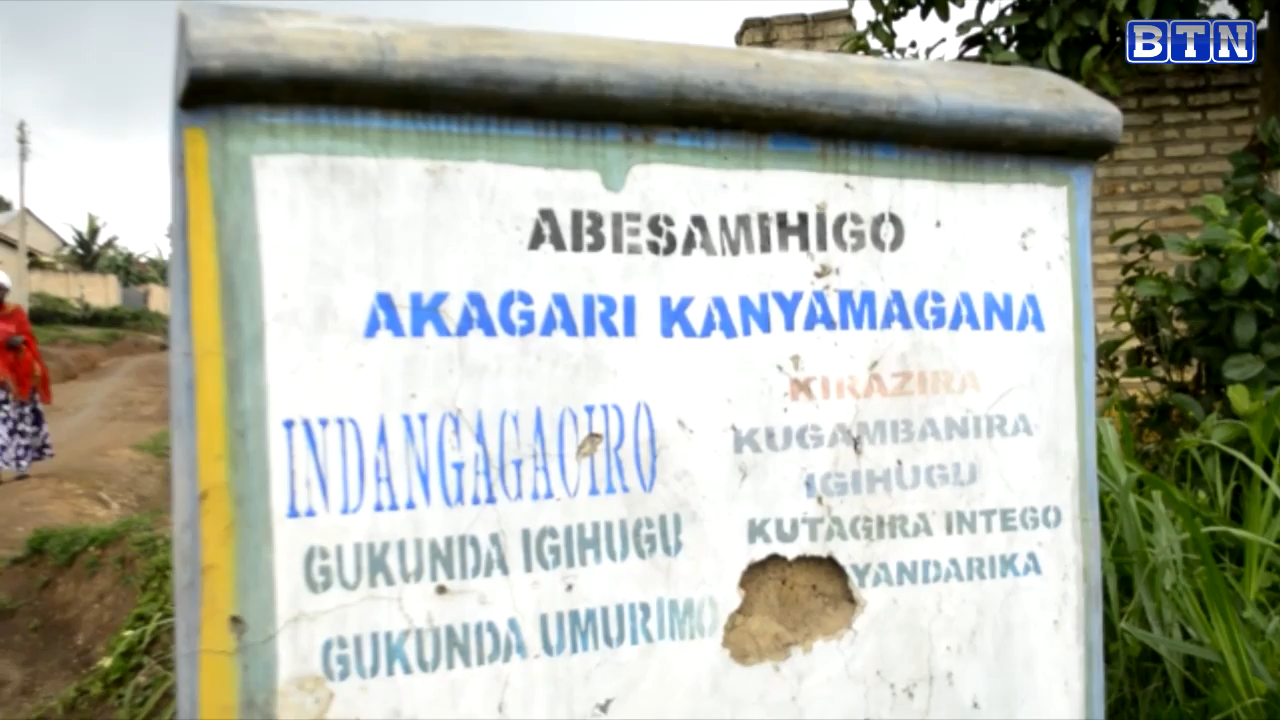 BTN
ABESAMIHIGO
AKAGARI KANYAMAGANA
INDANGAGACIRO
GUKUNDA IGIHUGU
GUKUNDA UMURIMO
KIRAZIRA
KUGAMBANIRA
IGIHUGU
KUTAGIRA INTEGO
YANDARIKA